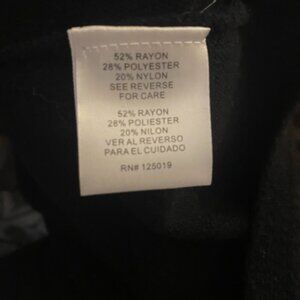 52% RAYON
28% POLYESTER
20% NYLON
SEE REVERSE
FOR CARE
52% RAYON
28% POLIESTER
20% NILON
VER AL REVERSO
PARA EL CUIDADO
RN# 125019